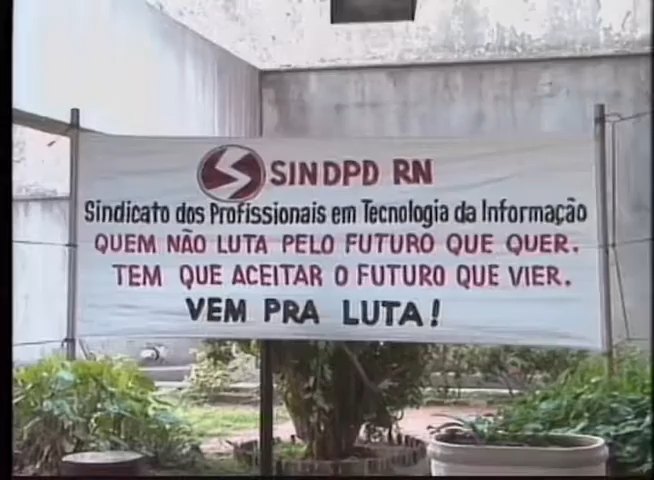 SINDPD RN
Sindicato dos Profissionais em Tecnologia da Informação
QUEM NÃO LUTA PELO FUTURO QUE QUER.
TEM QUE ACEITAR O FUTURO QUE VIER.
VEM PRA LUTA!